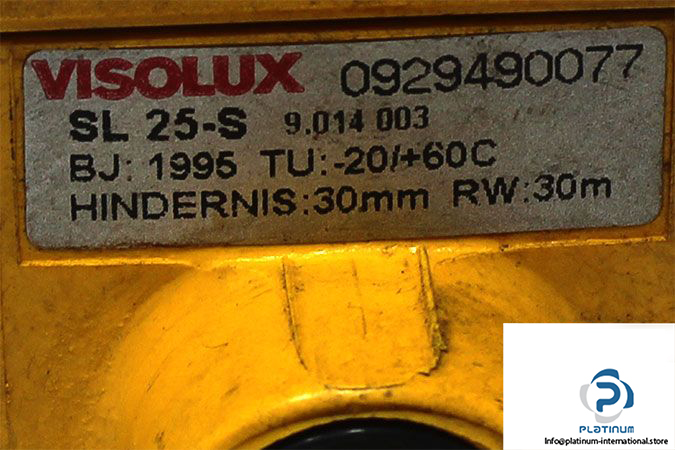 VISOLUX 0929490077
SL 25-S 9.014 003
BJ: 1995 TU:-20/+60C
HINDERNIS:30mm RW:30m
PLATINUM
Info@platinum-international.store